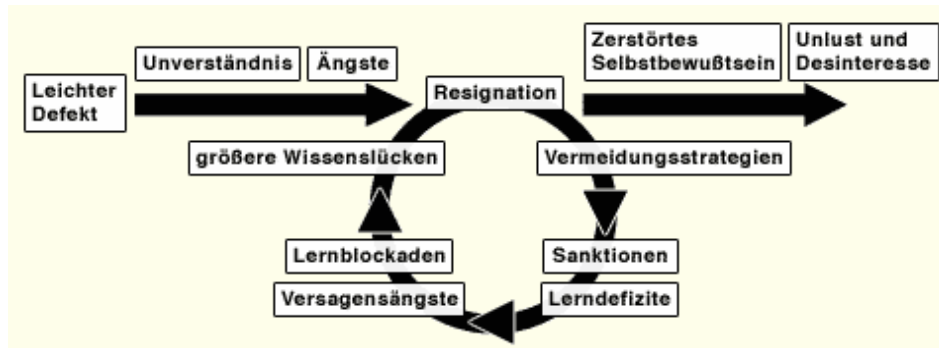 Unverständnis
Ängste
Zerstörtes
Selbstbewußtsein
Unlust und
Desinteresse
Leichter
Defekt
Resignation
größere Wissenslücken
Vermeidungsstrategien
Lernblockaden
Sanktionen
Versagensängste
Lerndefizite